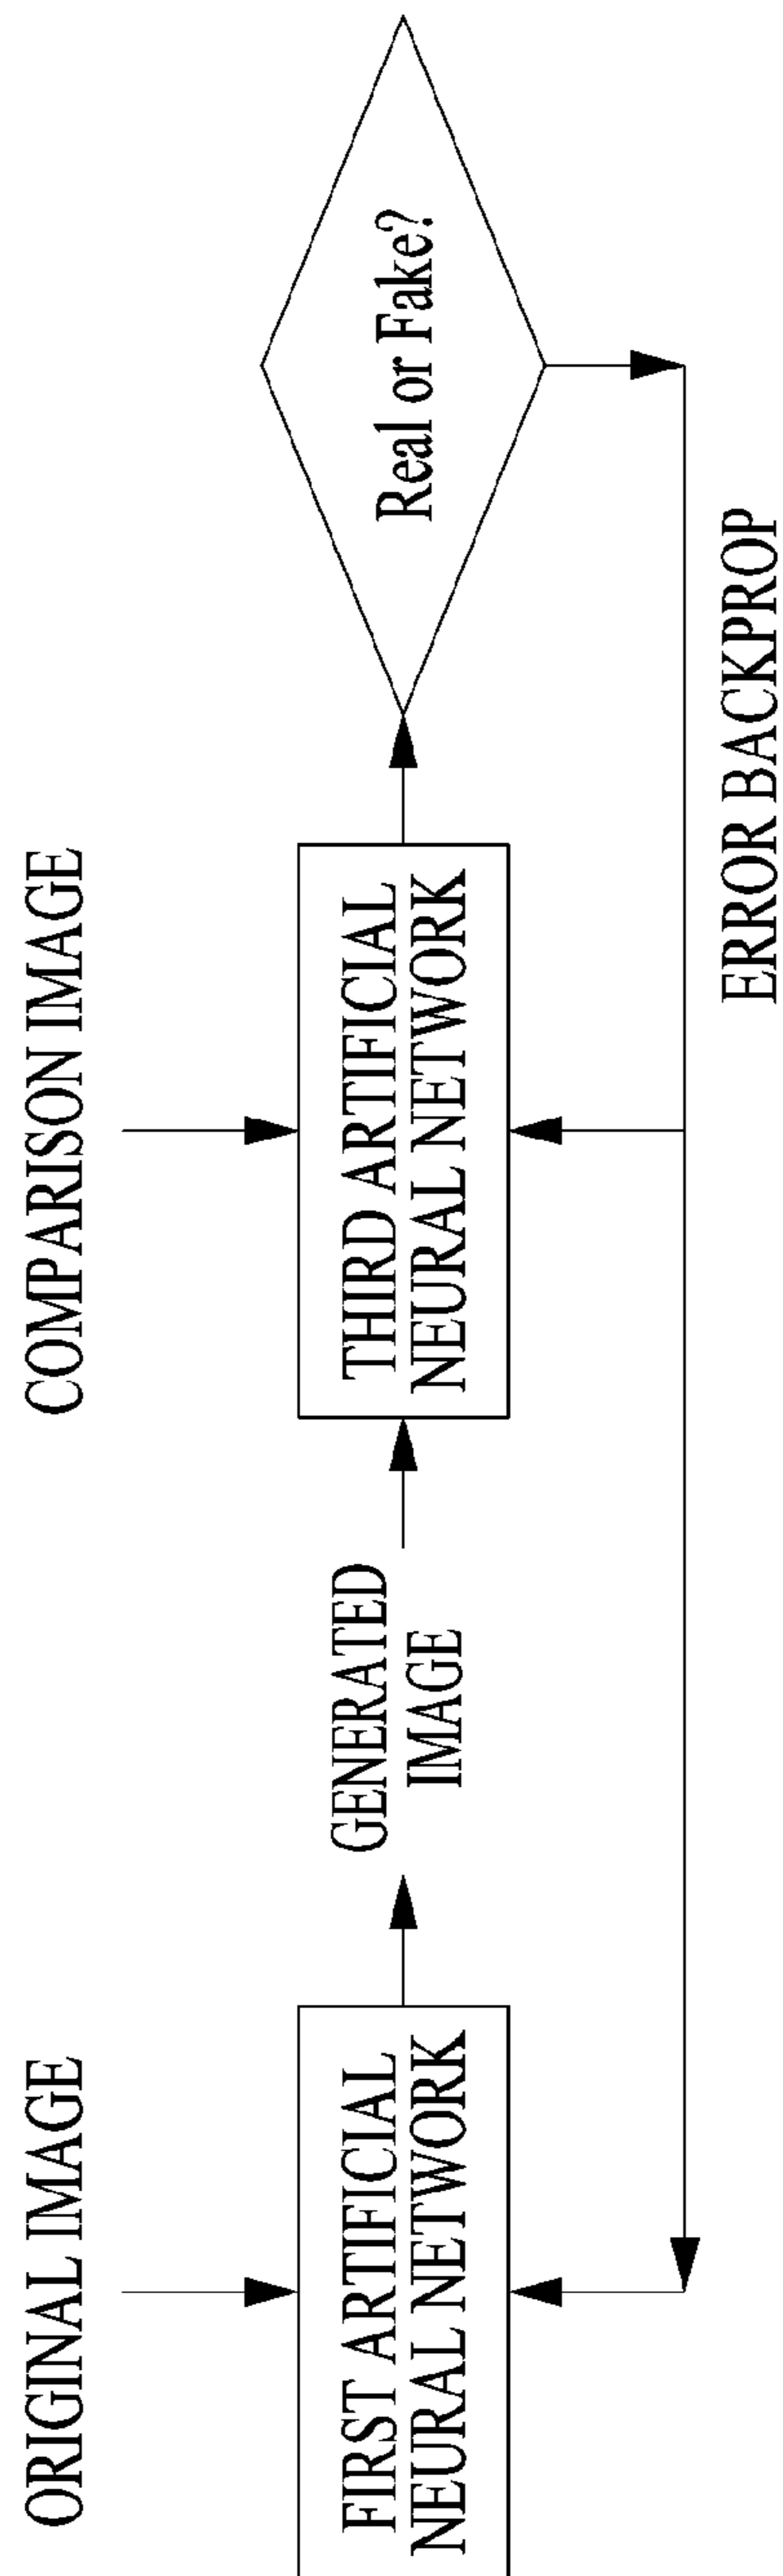 ORIGINAL IMAGE
COMPARISON IMAGE
FIRST ARTIFICIAL
NEURAL NETWORK
GENERATED
IMAGE
THIRD ARTIFICIAL
NEURAL NETWORK
Real or Fake?
ERROR BACKPROP